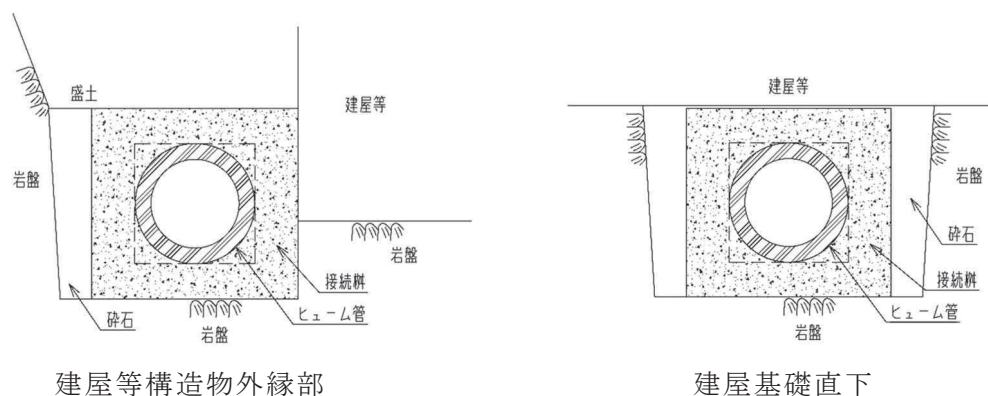 盛土
建屋等
岩盤
岩盤
接続桝
砕石
ヒューム管
岩盤
建屋等構造物外縁部
建屋等
岩盤
砕石
接続桝
ヒューム管
岩盤
建屋基礎直下